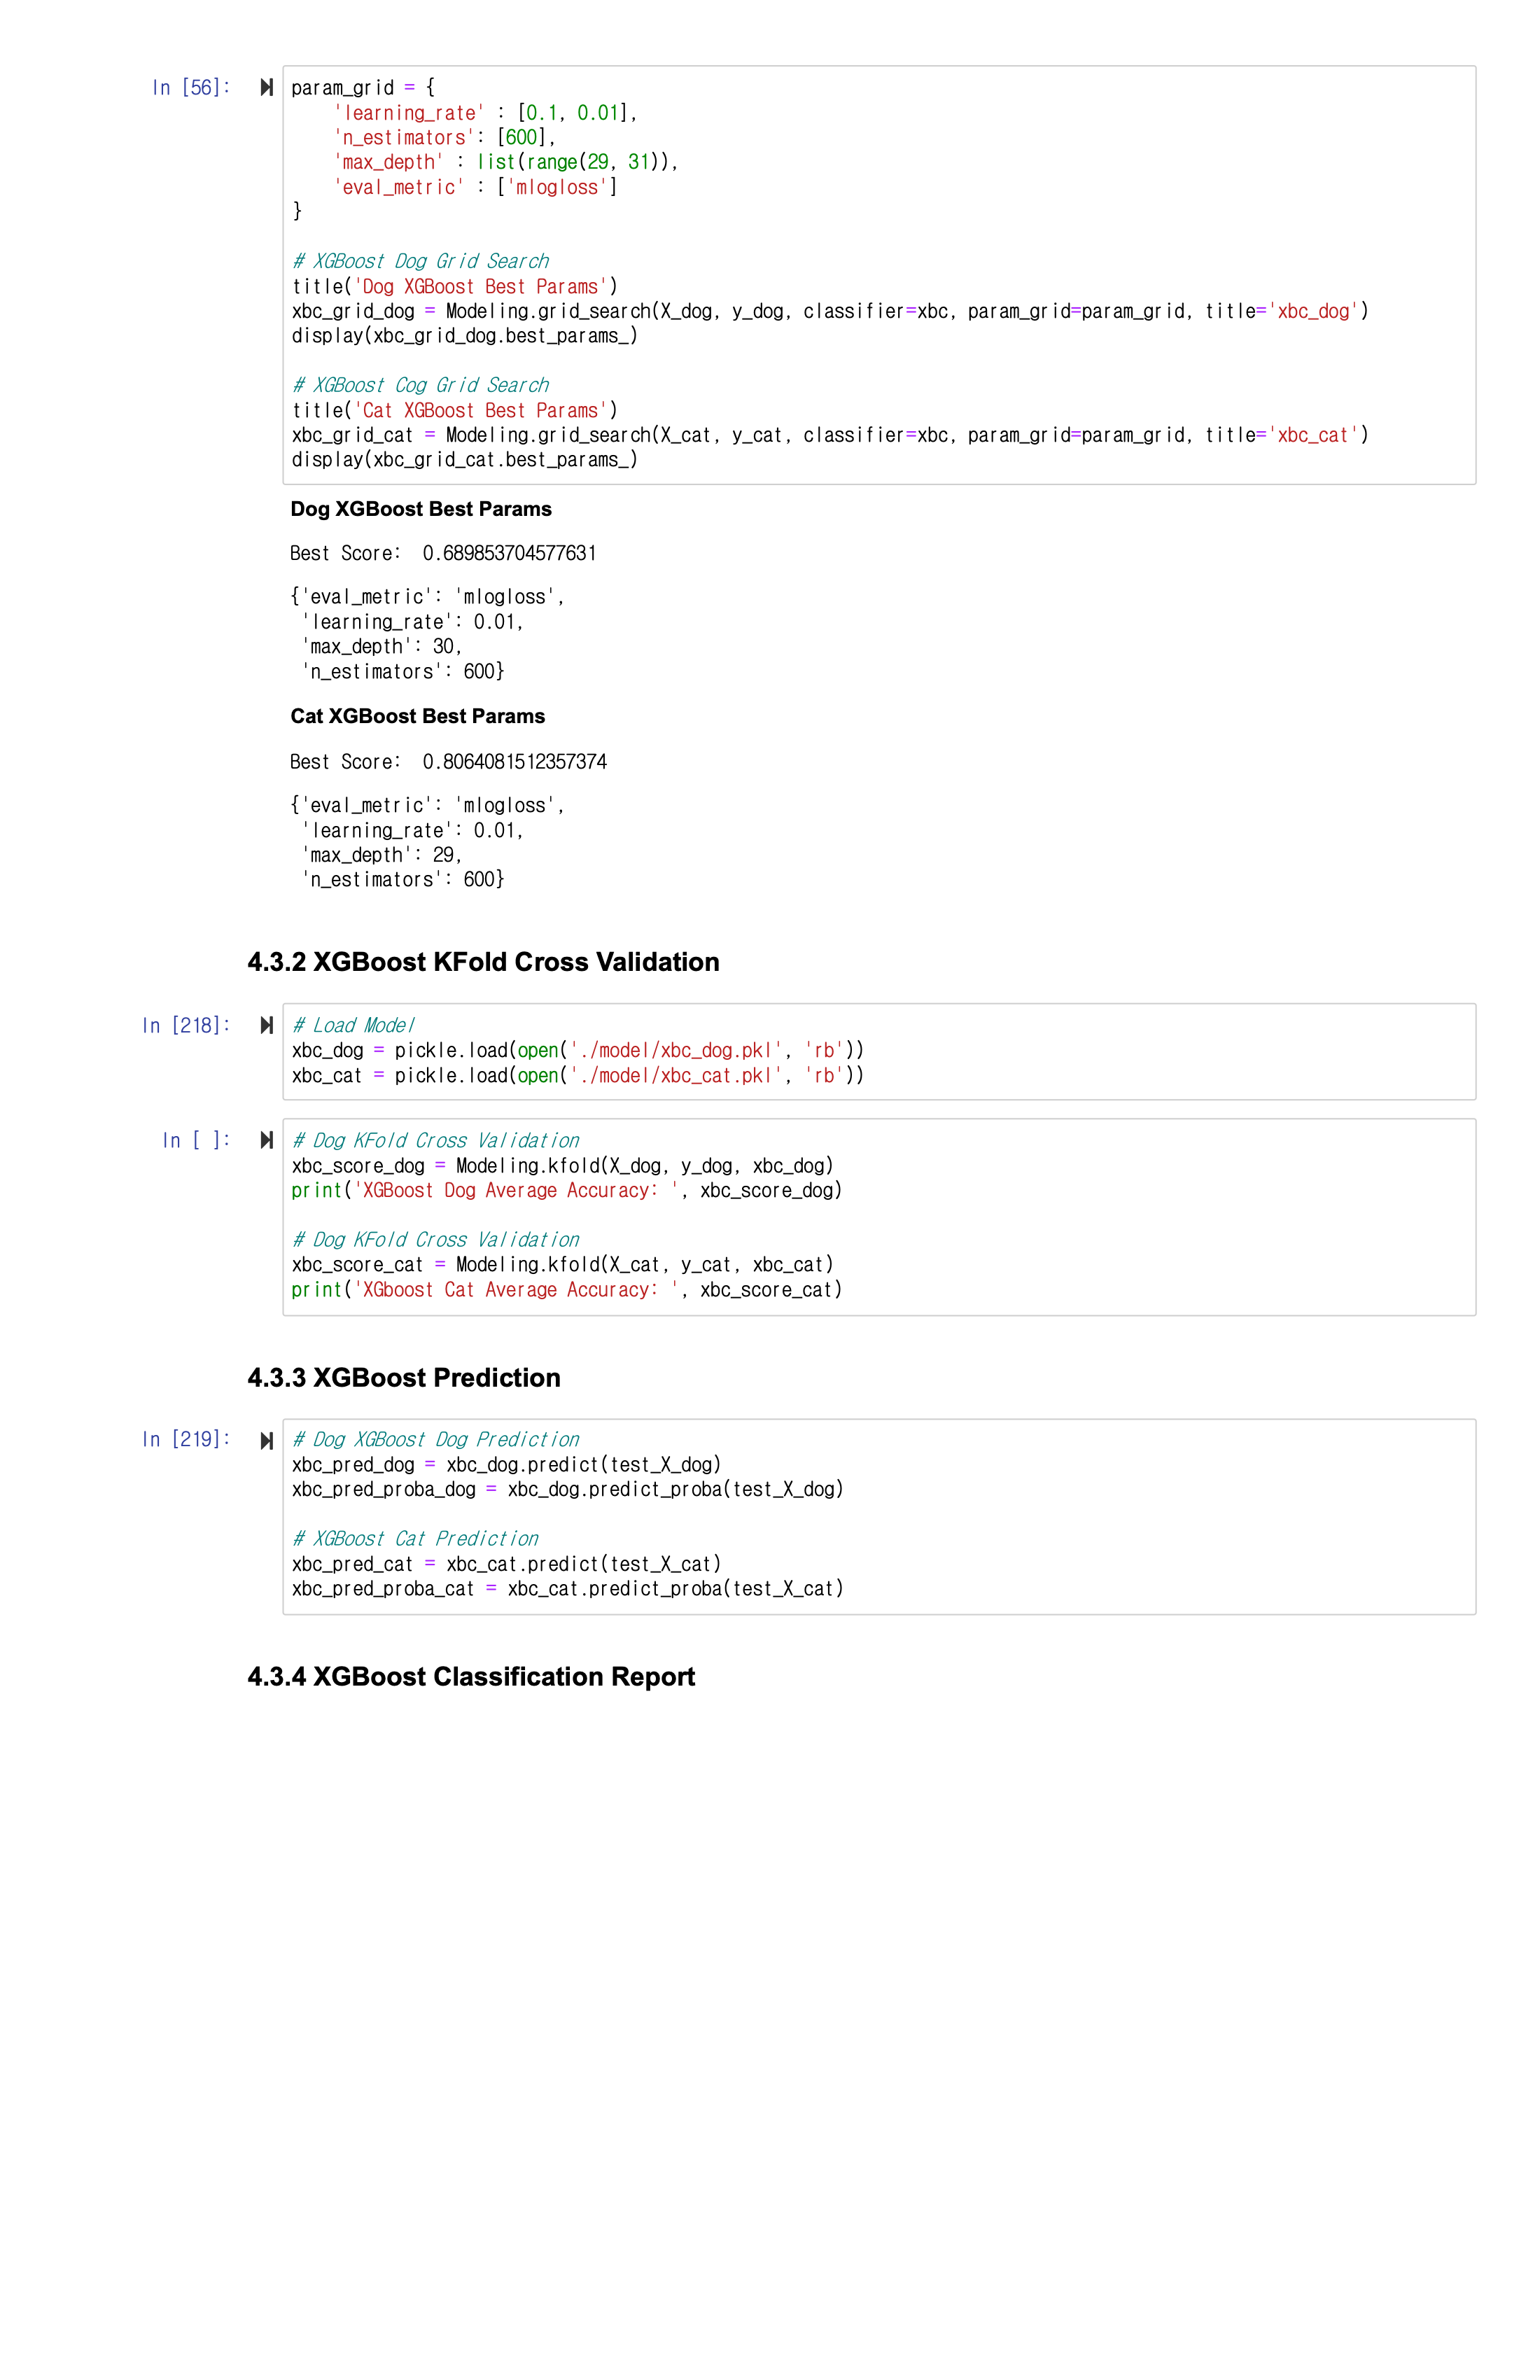 In [56]:
param_grid = {
    'learning_rate' : [0.1, 0.01],
    'n_estimators': [600],
    'max_depth' : list(range(29, 31)),
    'eval_metric' : ['mlogloss']
}
# XGBoost Dog Grid Search
title('Dog XGBoost Best Params')
xbc_grid_dog = Modeling.grid_search(X_dog, y_dog, classifier=xbc, param_grid=param_grid, title='xbc_dog')
display(xbc_grid_dog.best_params_)
# XGBoost Cog Grid Search
title('Cat XGBoost Best Params')
xbc_grid_cat = Modeling.grid_search(X_cat, y_cat, classifier=xbc, param_grid=param_grid, title='xbc_cat')
display(xbc_grid_cat.best_params_)
Dog XGBoost Best Params
Best Score:  0.689853704577631
{'eval_metric': 'mlogloss',
 'learning_rate': 0.01,
 'max_depth': 30,
 'n_estimators': 600}
Cat XGBoost Best Params
Best Score:  0.8064081512357374
{'eval_metric': 'mlogloss',
 'learning_rate': 0.01,
 'max_depth': 29,
 'n_estimators': 600}
4.3.2 XGBoost KFold Cross Validation
In [218]:
# Load Model
xbc_dog = pickle.load(open('./model/xbc_dog.pkl', 'rb'))
xbc_cat = pickle.load(open('./model/xbc_cat.pkl', 'rb'))
In [ ]:
# Dog KFold Cross Validation
xbc_score_dog = Modeling.kfold(X_dog, y_dog, xbc_dog)
print('XGBoost Dog Average Accuracy: ', xbc_score_dog)
# Dog KFold Cross Validation
xbc_score_cat = Modeling.kfold(X_cat, y_cat, xbc_cat)
print('XGboost Cat Average Accuracy: ', xbc_score_cat)
4.3.3 XGBoost Prediction
In [219]:
# Dog XGBoost Dog Prediction
xbc_pred_dog = xbc_dog.predict(test_X_dog)
xbc_pred_proba_dog = xbc_dog.predict_proba(test_X_dog)
# XGBoost Cat Prediction
xbc_pred_cat = xbc_cat.predict(test_X_cat)
xbc_pred_proba_cat = xbc_cat.predict_proba(test_X_cat)
4.3.4 XGBoost Classification Report